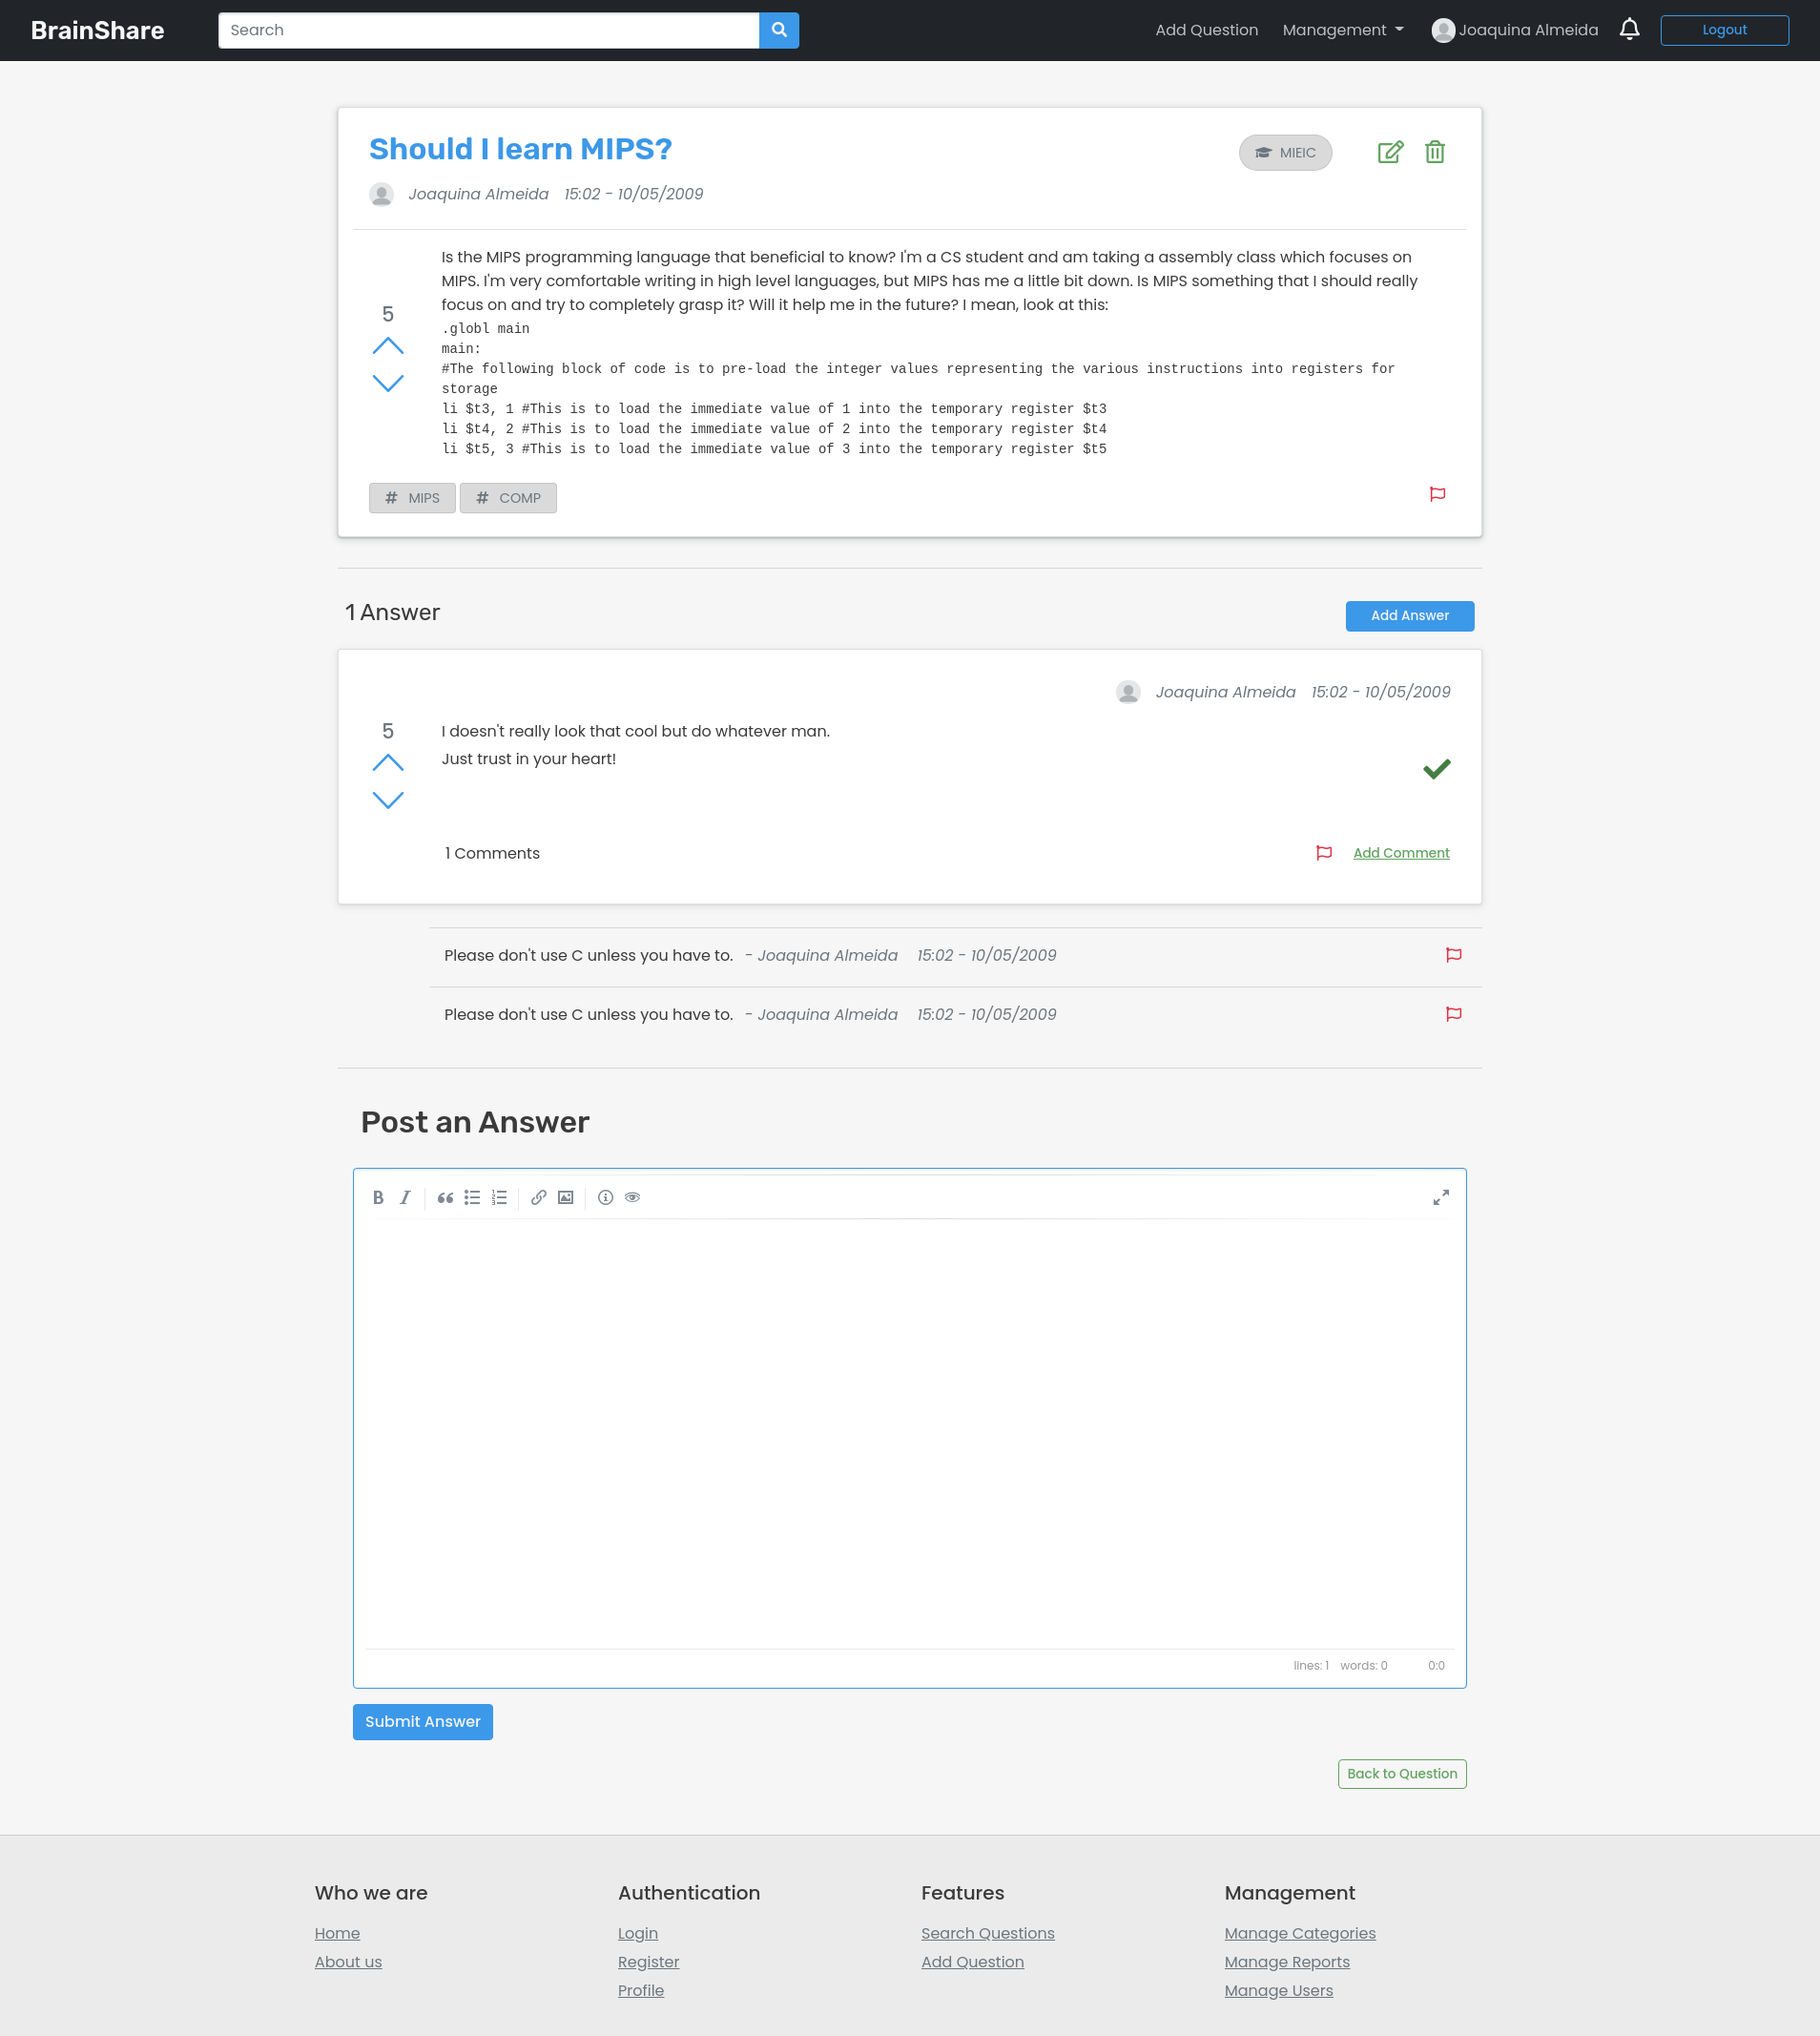 BrainShare
Search
Add Question
Management
Joaquina Almeida
Logout
Should I learn MIPS?
MIEIC
Joaquina Almeida 15:02 - 10/05/2009
Is the MIPS programming language that beneficial to know? I'm a CS student and am taking a assembly class which focuses on
MIPS. I'm very comfortable writing in high level languages, but MIPS has me a little bit down. Is MIPS something that I should really
focus on and try to completely grasp it? Will it help me in the future? I mean, look at this:
5
.globl main
main:
#The following block of code is to pre-load the integer values representing the various instructions into registers for
storage
li $t3, 1 #This is to load the immediate value of 1 into the temporary register $t3
li $t4, 2 #This is to load the immediate value of 2 into the temporary register $t4
li $t5, 3 #This is to load the immediate value of 3 into the temporary register $t5
# MIPS
# COMP
1 Answer
Add Answer
Joaquina Almeida 15:02 - 10/05/2009
5
I doesn't really look that cool but do whatever man.
Just trust in your heart!
1 Comments
Add Comment
Please don't use C unless you have to. - Joaquina Almeida 15:02 - 10/05/2009
Please don't use C unless you have to. - Joaquina Almeida 15:02 - 10/05/2009
Post an Answer
B I
lines: 1 words: 0 0:0
Submit Answer
Back to Question
Who we are
Home
About us
Authentication
Login
Register
Profile
Features
Search Questions
Add Question
Management
Manage Categories
Manage Reports
Manage Users